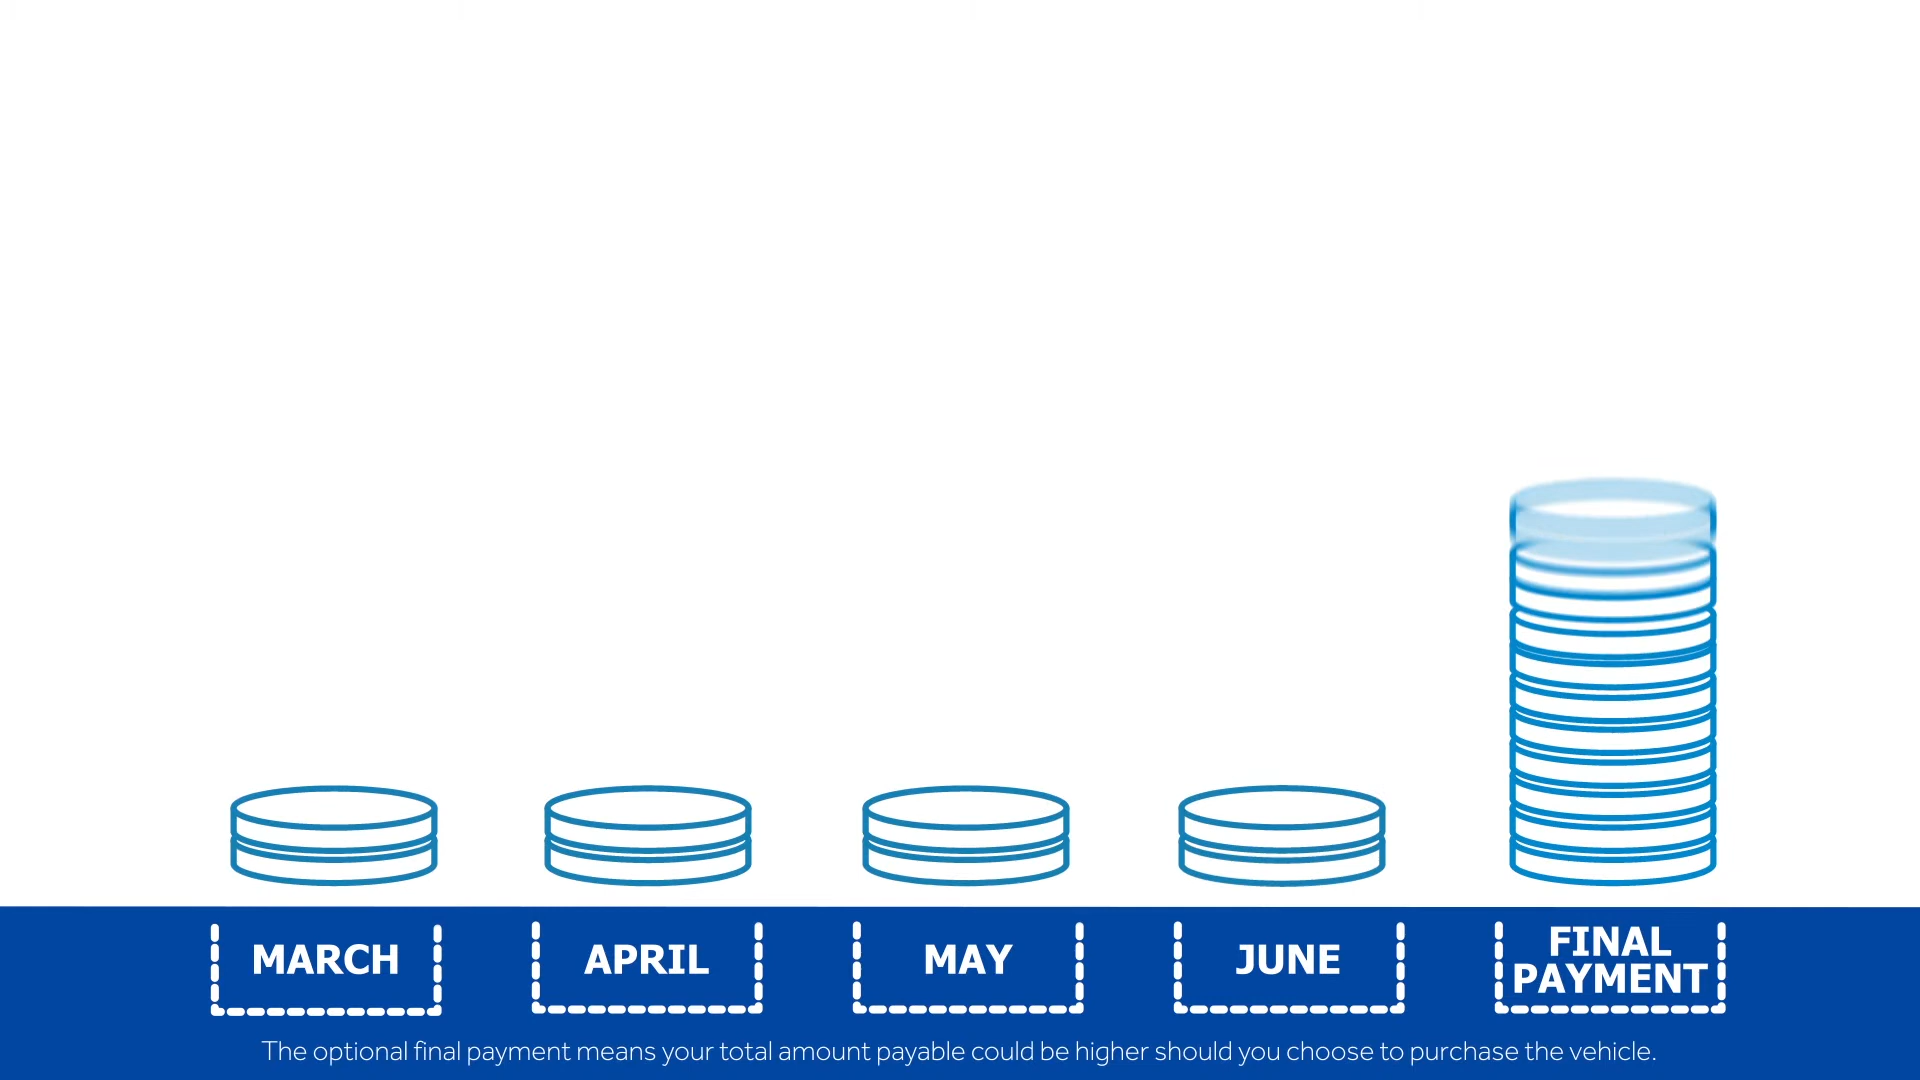 MARCH
APRIL
MAY
JUNE
FINAL
PAYMENT
The optional final payment means your total amount payable could be higher should you choose to purchase the vehicle.